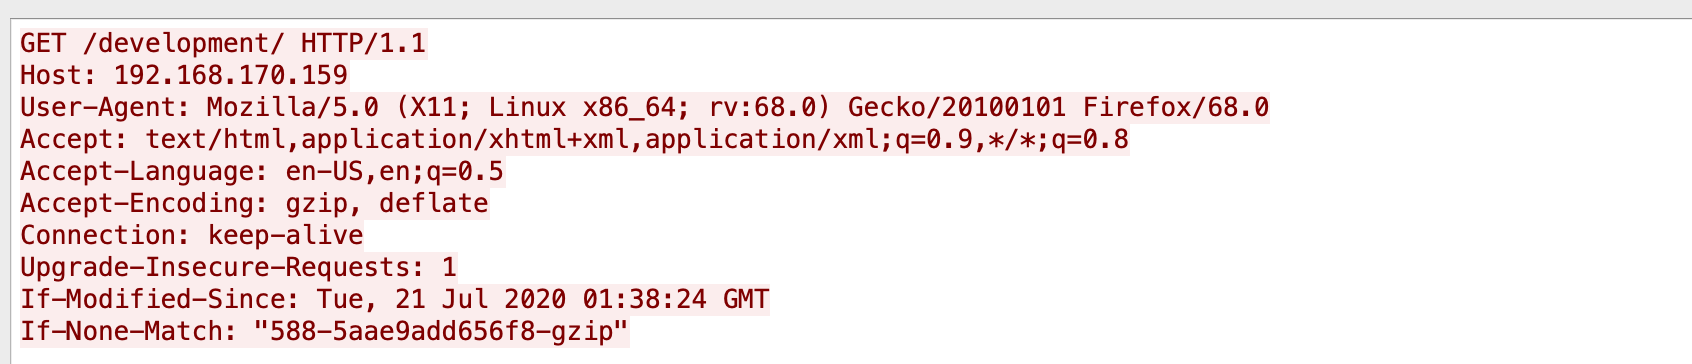 GET /development/ HTTP/1.1
Host: 192.168.170.159
User-Agent: Mozilla/5.0 (X11; Linux x86_64; rv:68.0) Gecko/20100101 Firefox/68.0
Accept: text/html,application/xhtml+xml,application/xml;q=0.9,*/*;q=0.8
Accept-Language: en-US,en;q=0.5
Accept-Encoding: gzip, deflate
Connection: keep-alive
Upgrade-Insecure-Requests: 1
If-Modified-Since: Tue, 21 Jul 2020 01:38:24 GMT
If-None-Match: "588-5aae9add656f8-gzip"